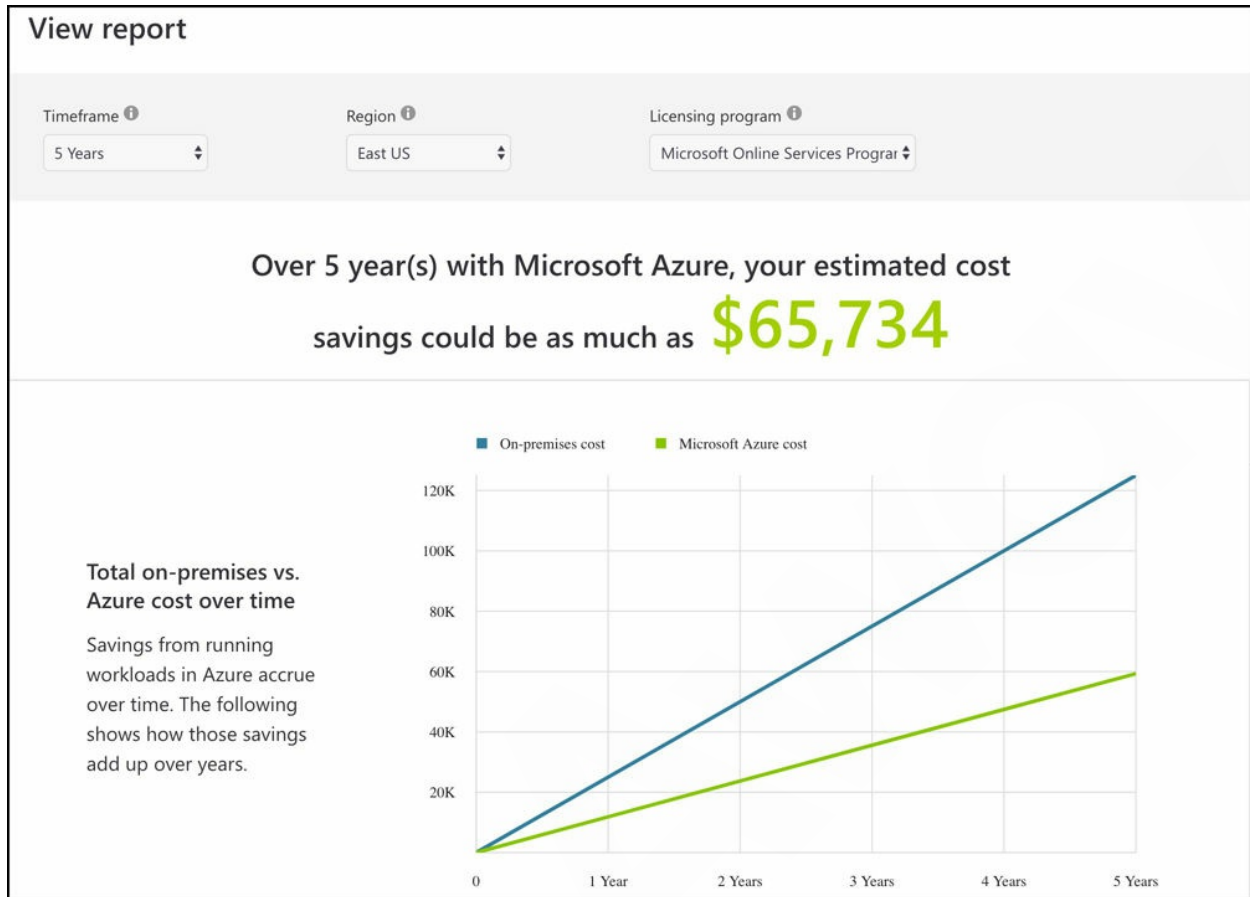 View report
Timeframe
Region
Licensing program
5 Years
East US
Microsoft Online Services Prograr
Over 5 year(s) with Microsoft Azure, your estimated cost
savings could be as much as $65,734
On-premises cost
Microsoft Azure cost
Total on-premises vs.
Azure cost over time
Savings from running
workloads in Azure accrue
over time. The following
shows how those savings
add up over years.
120K
100K
80K
60K
40K
20K
0 1 Year 2 Years 3 Years 4 Years 5 Years